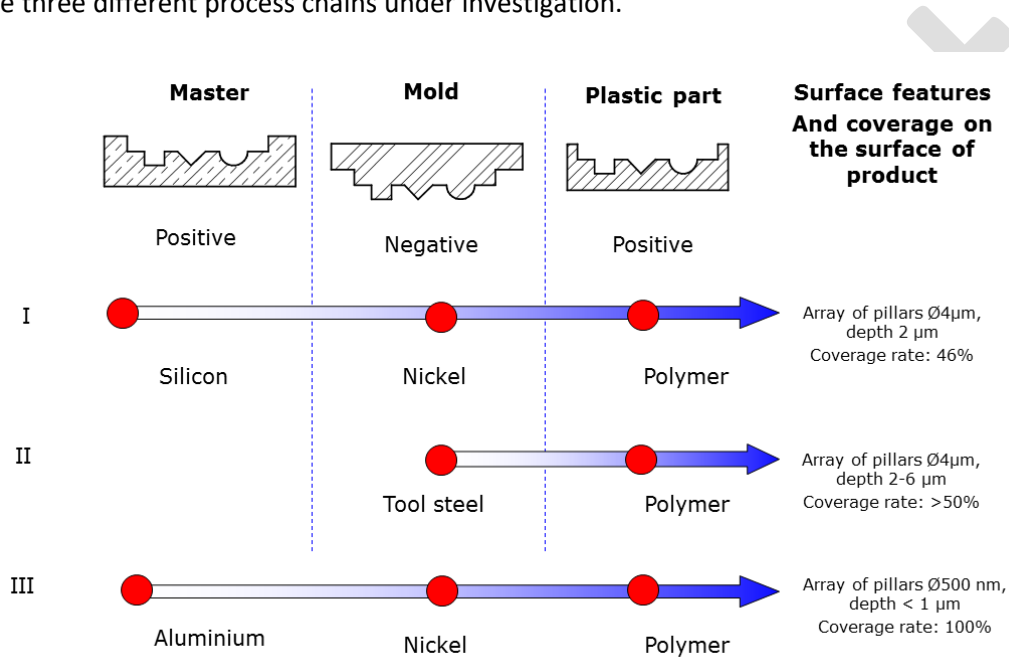 e three different process chains under investigation.
Master
Mold
Plastic part
Surface features
And coverage on
the surface of
product
Positive
Negative
Positive
I
Array of pillars Ø4µm,
depth 2 µm
Coverage rate: 46%
Silicon
Nickel
Polymer
II
Array of pillars Ø4µm,
depth 2-6 µm
Coverage rate: >50%
Tool steel
Polymer
III
Array of pillars Ø500 nm,
depth < 1 µm
Coverage rate: 100%
Aluminium
Nickel
Polymer